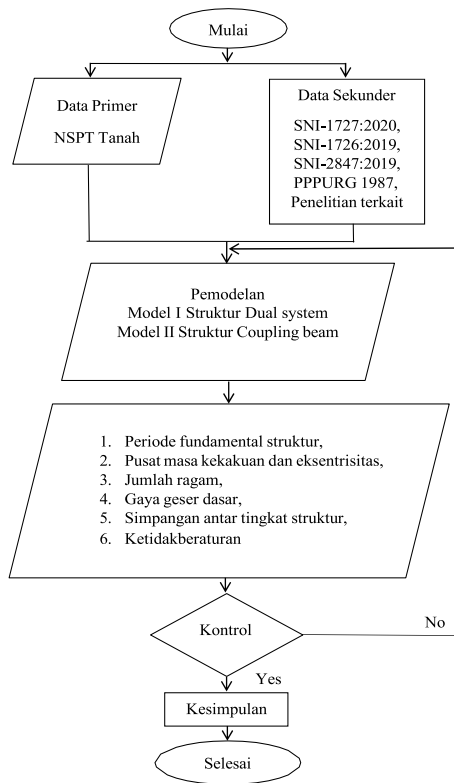 Mulai
Data Primer
NSPT Tanah
Data Sekunder
SNI-1727:2020,
SNI-1726:2019,
SNI-2847:2019,
PPPURG 1987,
Penelitian terkait
Pemodelan
Model I Struktur Dual system
Model II Struktur Coupling beam
1. Periode fundamental struktur,
2. Pusat masa kekakuan dan eksentrisitas,
3. Jumlah ragam,
4. Gaya geser dasar,
5. Simpangan antar tingkat struktur,
6. Ketidakberaturan
Kontrol
No
Yes
Kesimpulan
Selesai